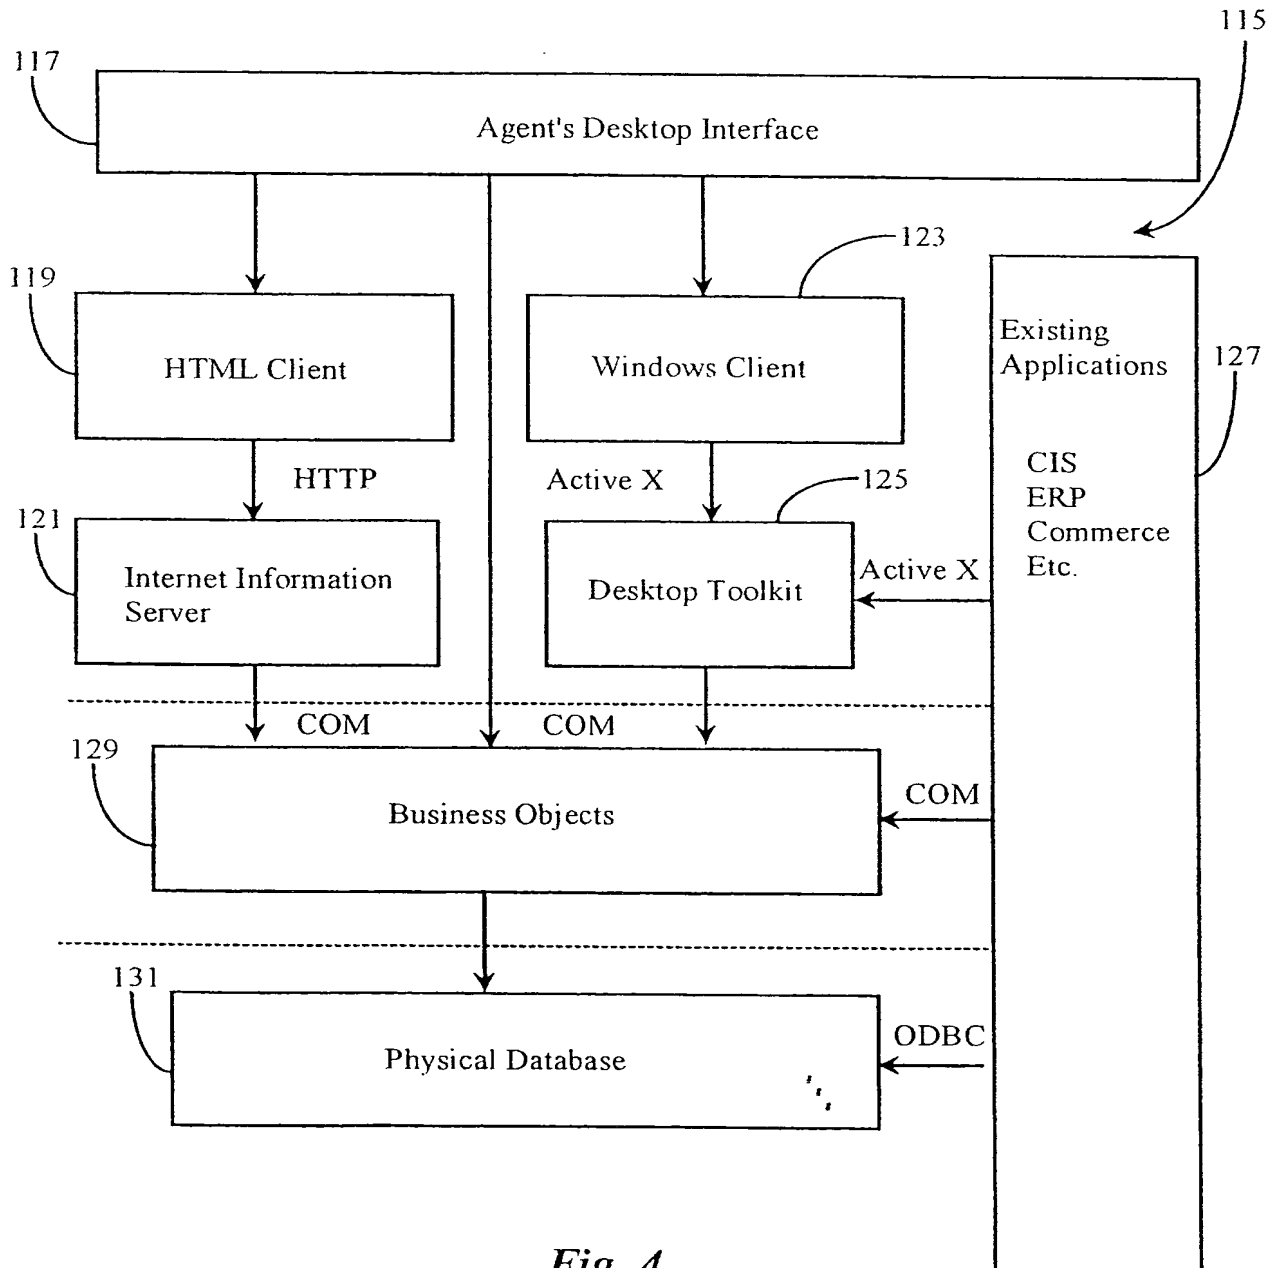 115
117
Agent's Desktop Interface
123
119
HTML Client
Windows Client
Existing
Applications
127
CIS
ERP
Commerce
Etc.
HTTP
Active X
125
121
Internet Information
Server
Desktop Toolkit
Active X
COM
COM
129
Business Objects
COM
131
Physical Database
ODBC
Fig. 4